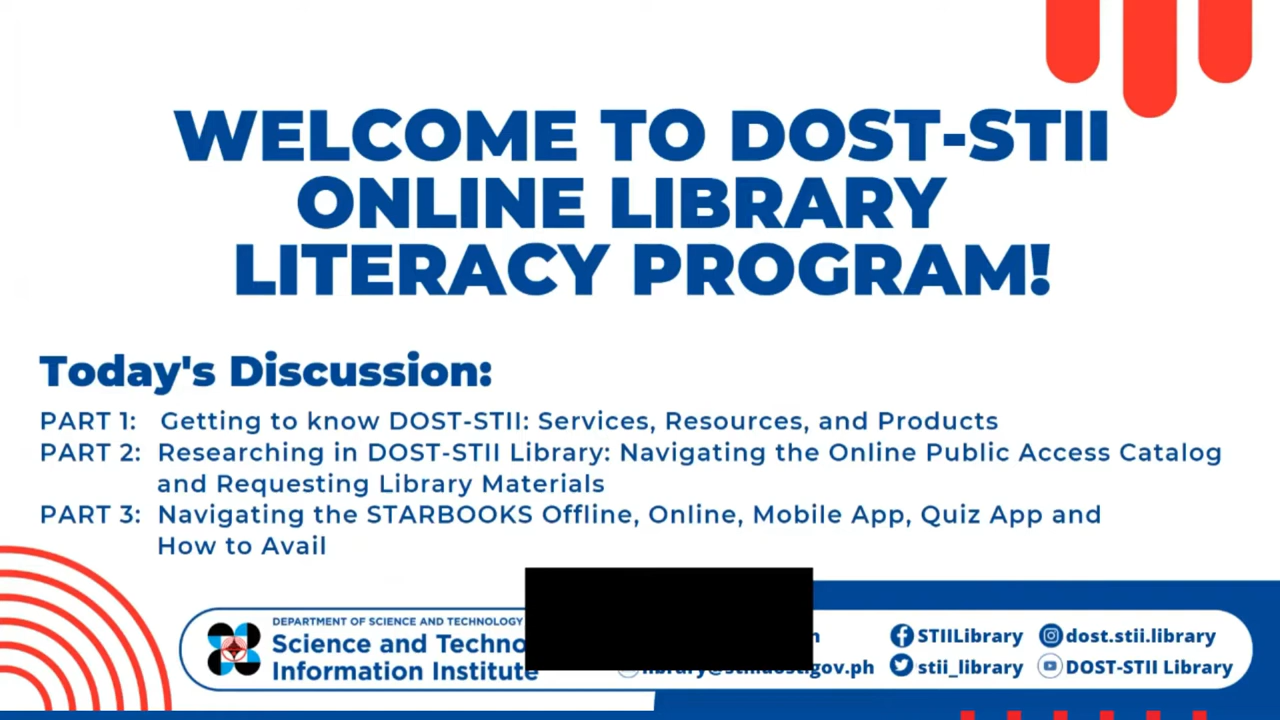 WELCOME TO DOST-STII
ONLINE LIBRARY
LITERACY PROGRAM!
Today's Discussion:
PART 1: Getting to know DOST-STII: Services, Resources, and Products
PART 2: Researching in DOST-STII Library: Navigating the Online Public Access Catalog
and Requesting Library Materials
PART 3: Navigating the STARBOOKS Offline, Online, Mobile App, Quiz App and
How to Avail
DEPARTMENT OF SCIENCE AND TECHNOLOGY
Science and
Information Institute
STIILibrary
dost.stii.library
stii_library
DOST-STII Library